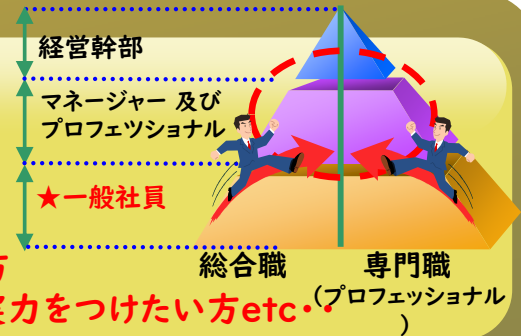 経営幹部
マネージャー 及び
プロフェツショナル
★一般社員
総合職
専門職
(プロフェッショナル
)
方
力をつけたい方etc・・